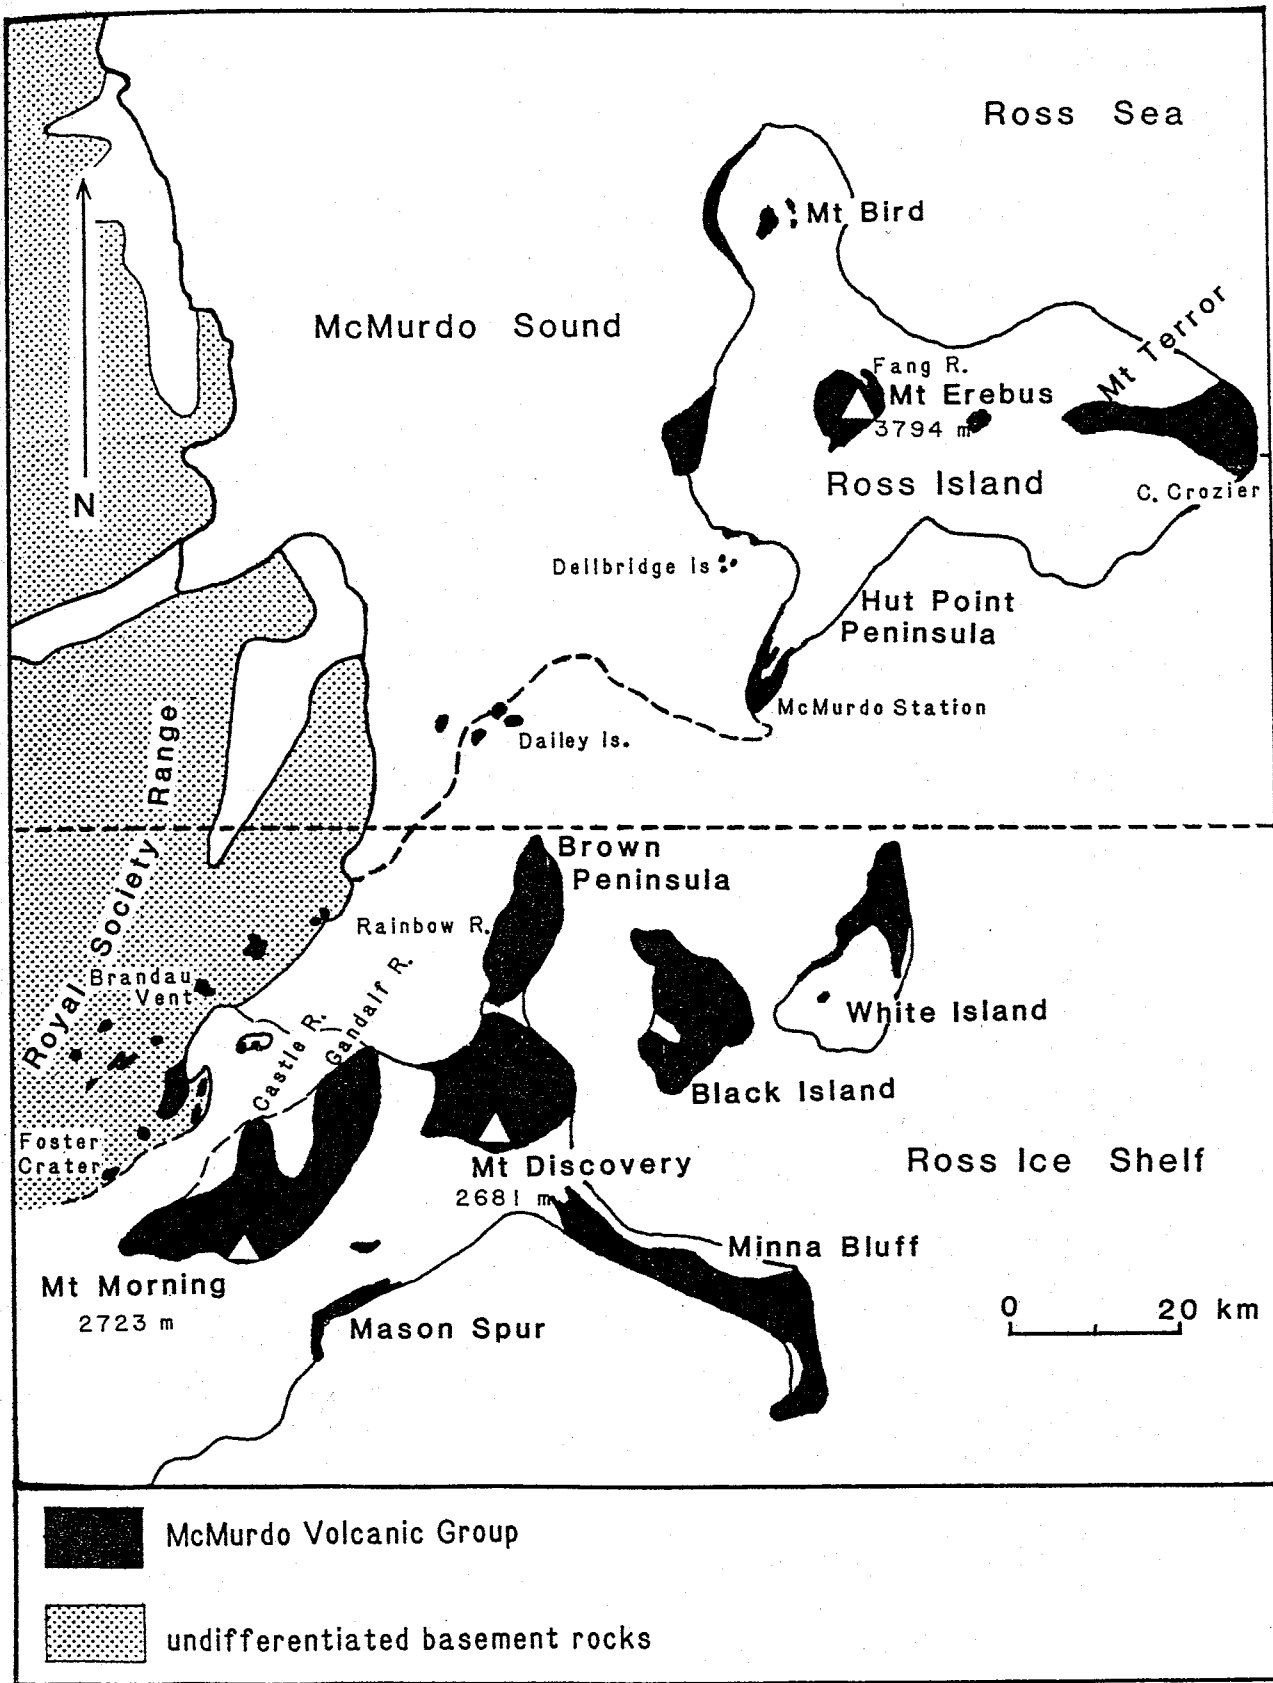 Ross Sea
Mt Bird
McMurdo Sound
Mt Terror
Fang R.
Mt Erebus
3794 m
Ross Island
C. Crozier
N
Dellbridge Is
Hut Point
Peninsula
McMurdo Station
Dailey Is.
Royal Society Range
Brown
Peninsula
Rainbow R.
Brandau
Vent
Gandalf R.
Castle R.
White Island
Black Island
Foster
Crater
Mt Discovery
2681 m
Ross Ice Shelf
Minna Bluff
Mt Morning
2723 m
Mason Spur
0 20 km
McMurdo Volcanic Group
undifferentiated basement rocks